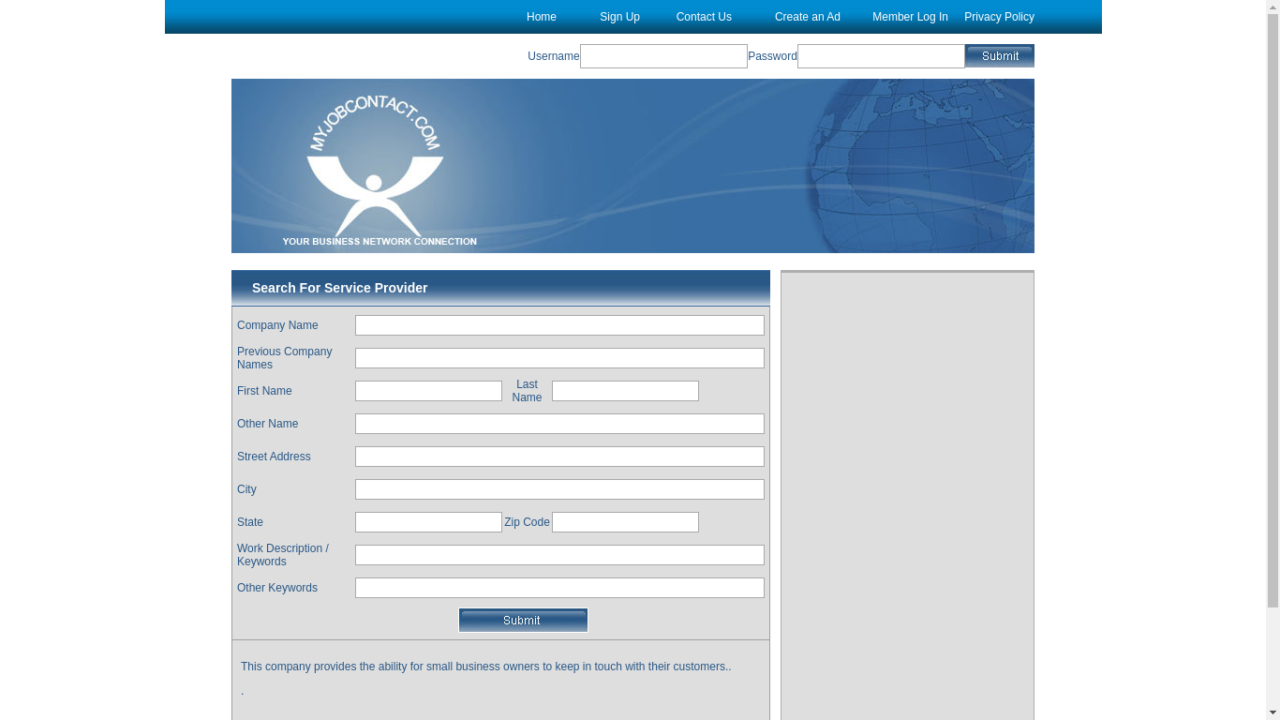 Home Sign Up Contact Us Create an Ad Member Log In Privacy Policy
Username Password Submit
MYJOBCONTACT.COM
YOUR BUSINESS NETWORK CONNECTION
Search For Service Provider
Company Name
Previous Company
Names
First Name Last
Name
Other Name
Street Address
City
State Zip Code
Work Description /
Keywords
Other Keywords
Submit
This company provides the ability for small business owners to keep in touch with their customers..
.